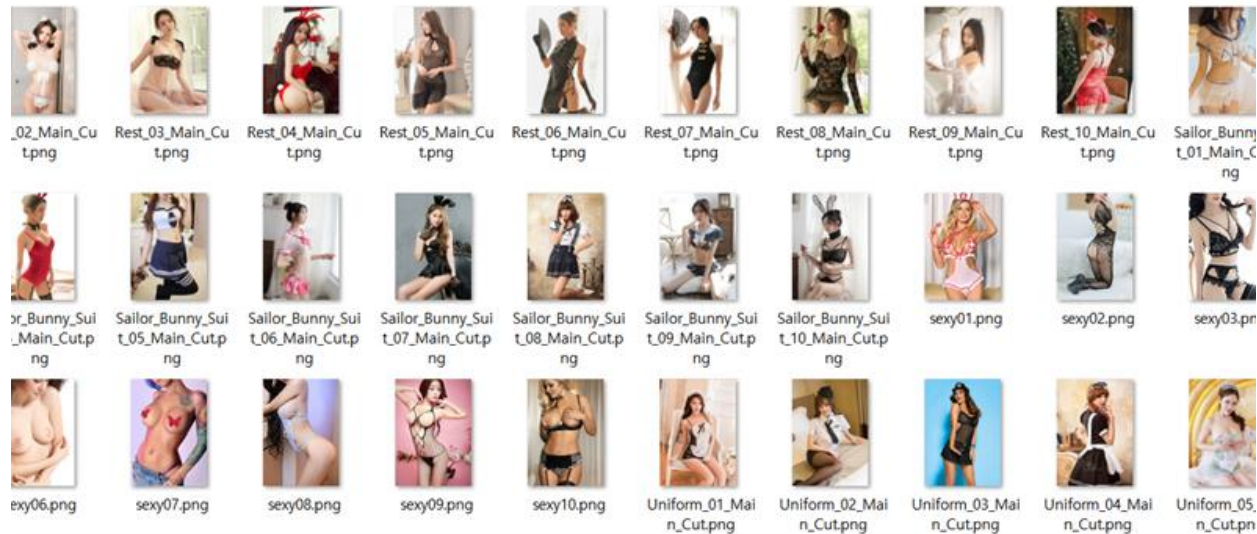 _02_Main_Cu
t.png
Rest_03_Main_Cu
t.png
Rest_04_Main_Cu
t.png
Rest_05_Main_Cu
t.png
Rest_06_Main_Cu
t.png
Rest_07_Main_Cu
t.png
Rest_08_Main_Cu
t.png
Rest_09_Main_Cu
t.png
Rest_10_Main_Cu
t.png
Sailor_Bunny
t_01_Main_C
ng
or_Bunny_Sui
_Main_Cut.p
ng
Sailor_Bunny_Sui
t_05_Main_Cut.p
ng
Sailor_Bunny_Sui
t_06_Main_Cut.p
ng
Sailor_Bunny_Sui
t_07_Main_Cut.p
ng
Sailor_Bunny_Sui
t_08_Main_Cut.p
ng
Sailor_Bunny_Sui
t_09_Main_Cut.p
ng
Sailor_Bunny_Sui
t_10_Main_Cut.p
ng
sexy01.png
sexy02.png
sexy03.pn
exy06.png
sexy07.png
sexy08.png
sexy09.png
sexy10.png
Uniform_01_Mai
n_Cut.png
Uniform_02_Mai
n_Cut.png
Uniform_03_Mai
n_Cut.png
Uniform_04_Mai
n_Cut.png
Uniform_05_
n_Cut.pn